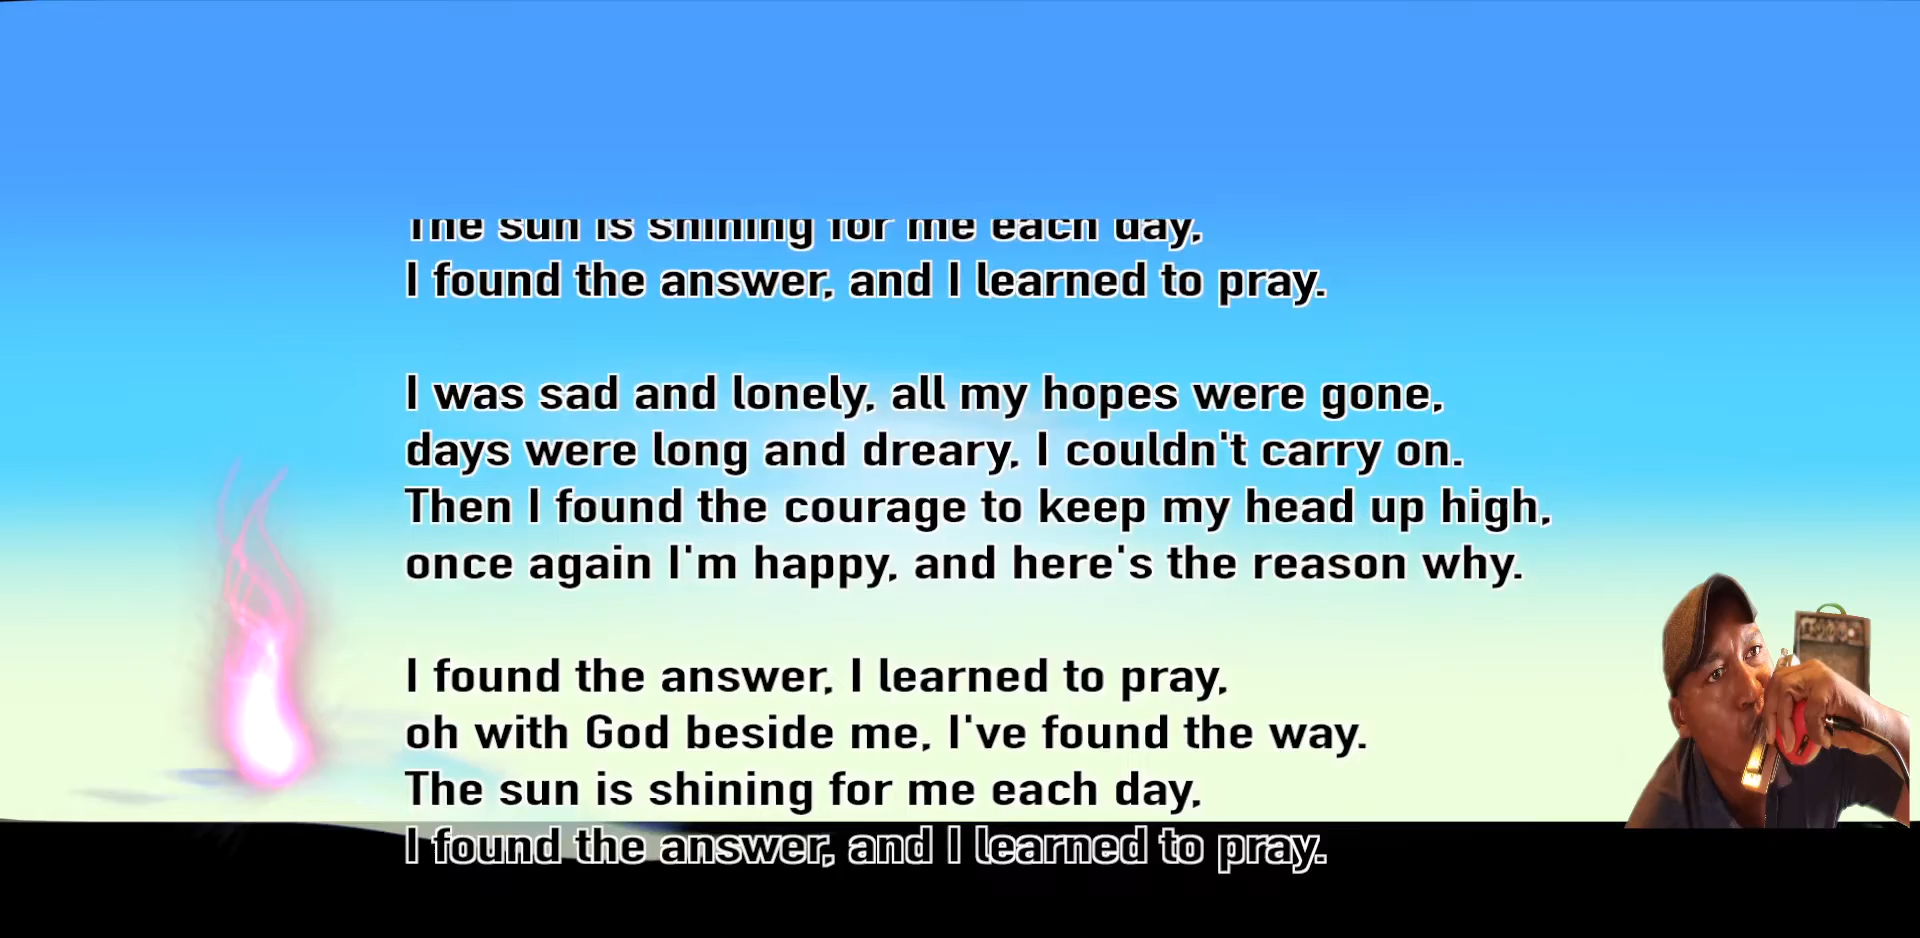 The sun is shining for me each day,
I found the answer, and I learned to pray.
I was sad and lonely, all my hopes were gone,
days were long and dreary, I couldn't carry on.
Then I found the courage to keep my head up high,
once again I'm happy, and here's the reason why.
I found the answer, I learned to pray,
oh with God beside me, I've found the way.
The sun is shining for me each day,
I found the answer, and I learned to pray.